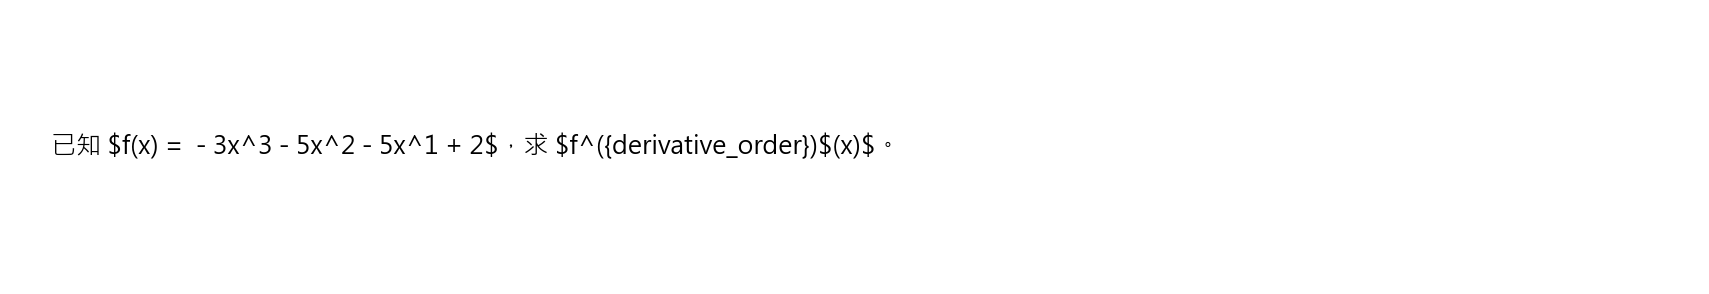 已知 $f(x) =  - 3x^3 - 5x^2 - 5x^1 + 2$，求 $f^({derivative_order})$(x)$。